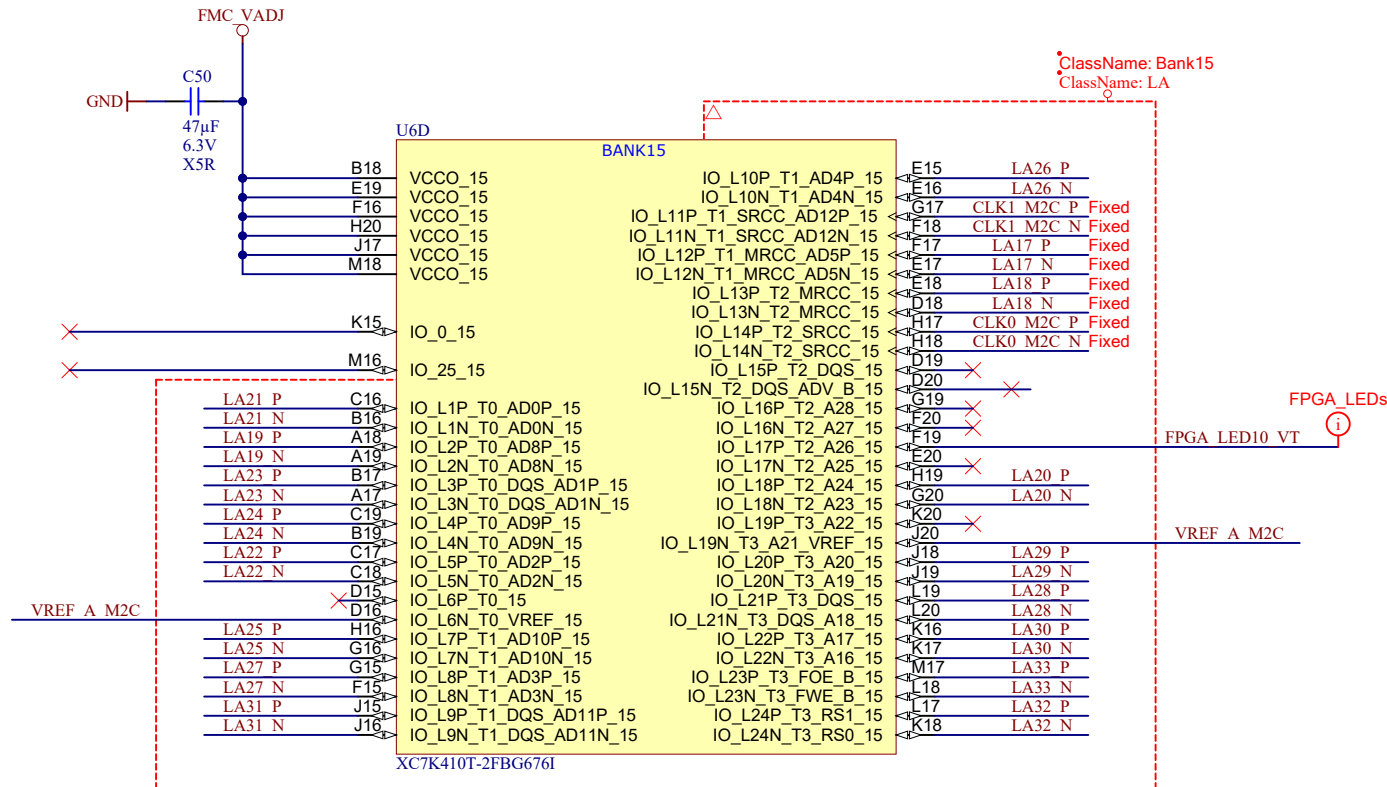 FMC_VADJ
GND
C50
47µF
6.3V
X5R
ClassName: Bank15
ClassName: LA
U6D
BANK15
B18 VCCO_15
E19 VCCO_15
F16 VCCO_15
H20 VCCO_15
J17 VCCO_15
M18 VCCO_15
K15 IO_0_15
M16 IO_25_15
LA21_P C16 IO_L1P_T0_AD0P_15
LA21_N B16 IO_L1N_T0_AD0N_15
LA19_P A18 IO_L2P_T0_AD8P_15
LA19_N A19 IO_L2N_T0_AD8N_15
LA23_P B17 IO_L3P_T0_DQS_AD1P_15
LA23_N A17 IO_L3N_T0_DQS_AD1N_15
LA24_P C19 IO_L4P_T0_AD9P_15
LA24_N B19 IO_L4N_T0_AD9N_15
LA22_P C17 IO_L5P_T0_AD2P_15
LA22_N C18 IO_L5N_T0_AD2N_15
D15 IO_L6P_T0_15
VREF_A_M2C D16 IO_L6N_T0_VREF_15
LA25_P H16 IO_L7P_T1_AD10P_15
LA25_N G16 IO_L7N_T1_AD10N_15
LA27_P G15 IO_L8P_T1_AD3P_15
LA27_N F15 IO_L8N_T1_AD3N_15
LA31_P J15 IO_L9P_T1_DQS_AD11P_15
LA31_N J16 IO_L9N_T1_DQS_AD11N_15
IO_L10P_T1_AD4P_15 E15 LA26_P
IO_L10N_T1_AD4N_15 E16 LA26_N
IO_L11P_T1_SRCC_AD12P_15 G17 CLK1_M2C_P Fixed
IO_L11N_T1_SRCC_AD12N_15 F18 CLK1_M2C_N Fixed
IO_L12P_T1_MRCC_AD5P_15 F17 LA17_P Fixed
IO_L12N_T1_MRCC_AD5N_15 E17 LA17_N Fixed
IO_L13P_T2_MRCC_15 E18 LA18_P Fixed
IO_L13N_T2_MRCC_15 D18 LA18_N Fixed
IO_L14P_T2_SRCC_15 H17 CLK0_M2C_P Fixed
IO_L14N_T2_SRCC_15 H18 CLK0_M2C_N Fixed
IO_L15P_T2_DQS_15 D19
IO_L15N_T2_DQS_ADV_B_15 D20
IO_L16P_T2_A28_15 G19
IO_L16N_T2_A27_15 F20
IO_L17P_T2_A26_15 F19 FPGA_LED10_VT
FPGA_LEDs
i
IO_L17N_T2_A25_15 E20
IO_L18P_T2_A24_15 H19 LA20_P
IO_L18N_T2_A23_15 G20 LA20_N
IO_L19P_T3_A22_15 K20
IO_L19N_T3_A21_VREF_15 J20 VREF_A_M2C
IO_L20P_T3_A20_15 J18 LA29_P
IO_L20N_T3_A19_15 J19 LA29_N
IO_L21P_T3_DQS_15 L19 LA28_P
IO_L21N_T3_DQS_A18_15 L20 LA28_N
IO_L22P_T3_A17_15 K16 LA30_P
IO_L22N_T3_A16_15 K17 LA30_N
IO_L23P_T3_FOE_B_15 M17 LA33_P
IO_L23N_T3_FWE_B_15 L18 LA33_N
IO_L24P_T3_RS1_15 L17 LA32_P
IO_L24N_T3_RS0_15 K18 LA32_N
XC7K410T-2FBG676I